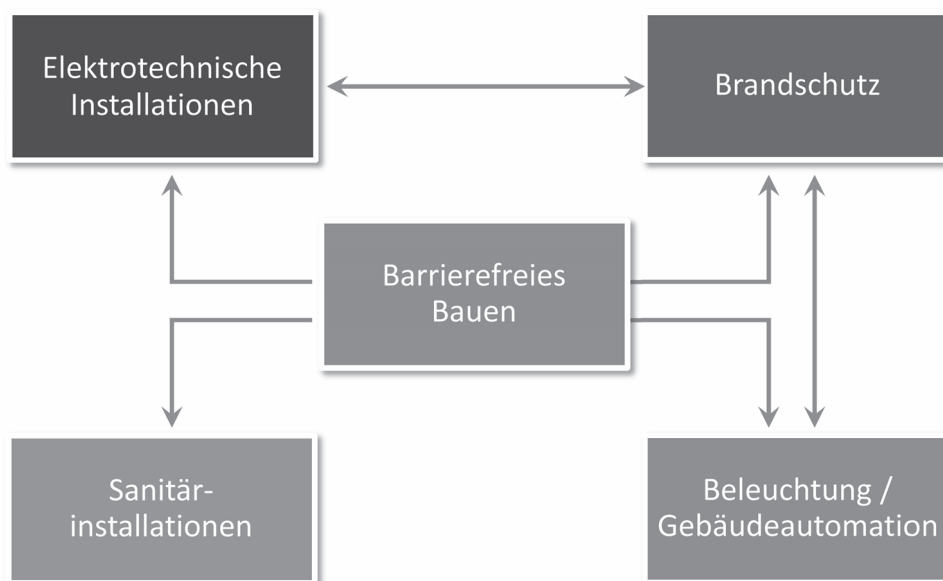 Elektrotechnische
Installationen
Brandschutz
Barrierefreies
Bauen
Sanitär-
installationen
Beleuchtung /
Gebäudeautomation